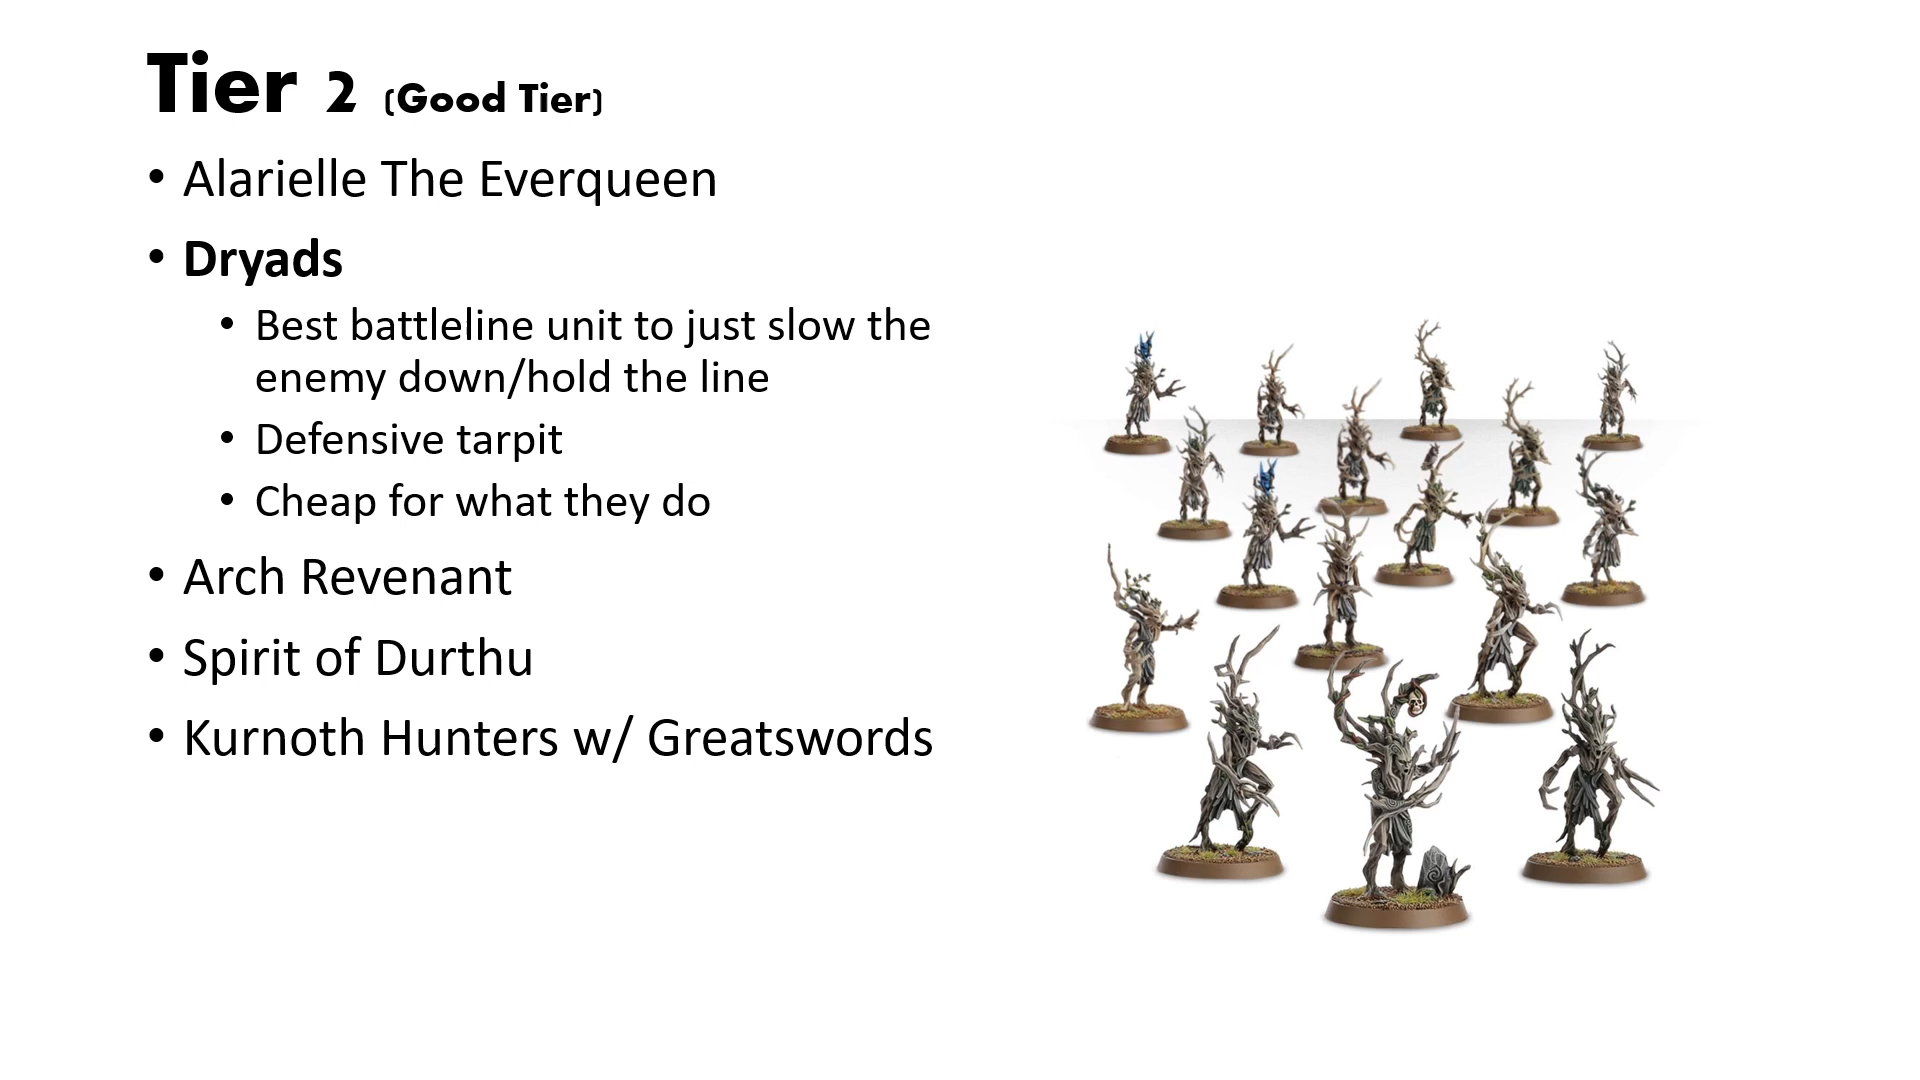 Tier 2 (Good Tier)
• Alarielle The Everqueen
• Dryads
• Best battleline unit to just slow the
enemy down/hold the line
• Defensive tarpit
• Cheap for what they do
• Arch Revenant
• Spirit of Durthu
• Kurnoth Hunters w/ Greatswords